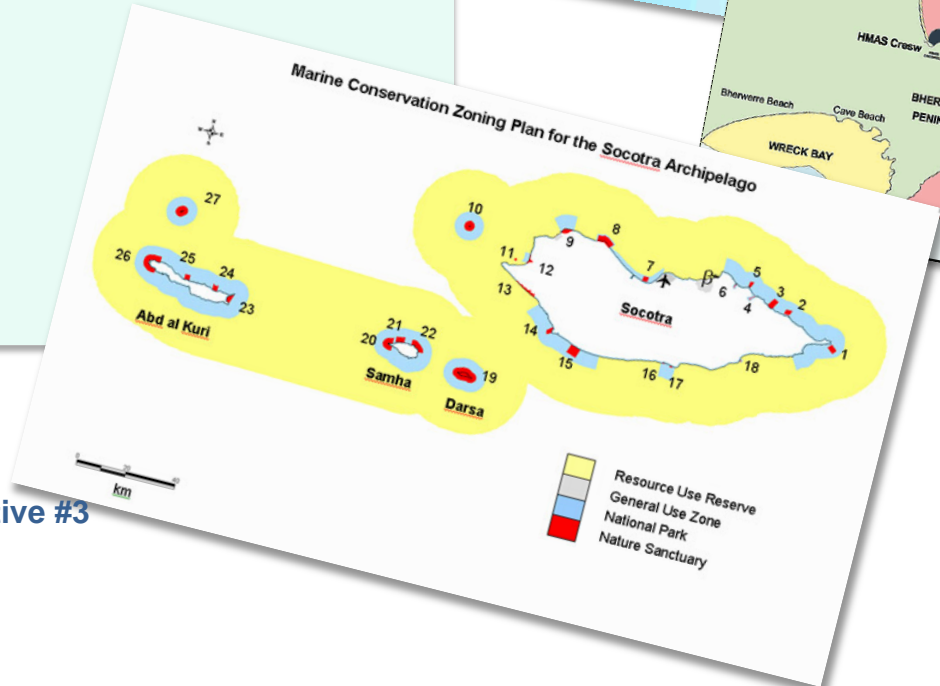 HMAS Cresw
Bherwerre Beach
Cave Beach
BHER
PENIN
WRECK BAY
Marine Conservation Zoning Plan for the Socotra Archipelago
27
10
26
25
24
23
Abd al Kuri
11
12
13
9
8
7
β
6
5
4
3
2
1
Socotra
14
15
16
17
18
20
21
22
Samha
19
Darsa
0
20
40
km
Resource Use Reserve
General Use Zone
National Park
Nature Sanctuary
ive #3